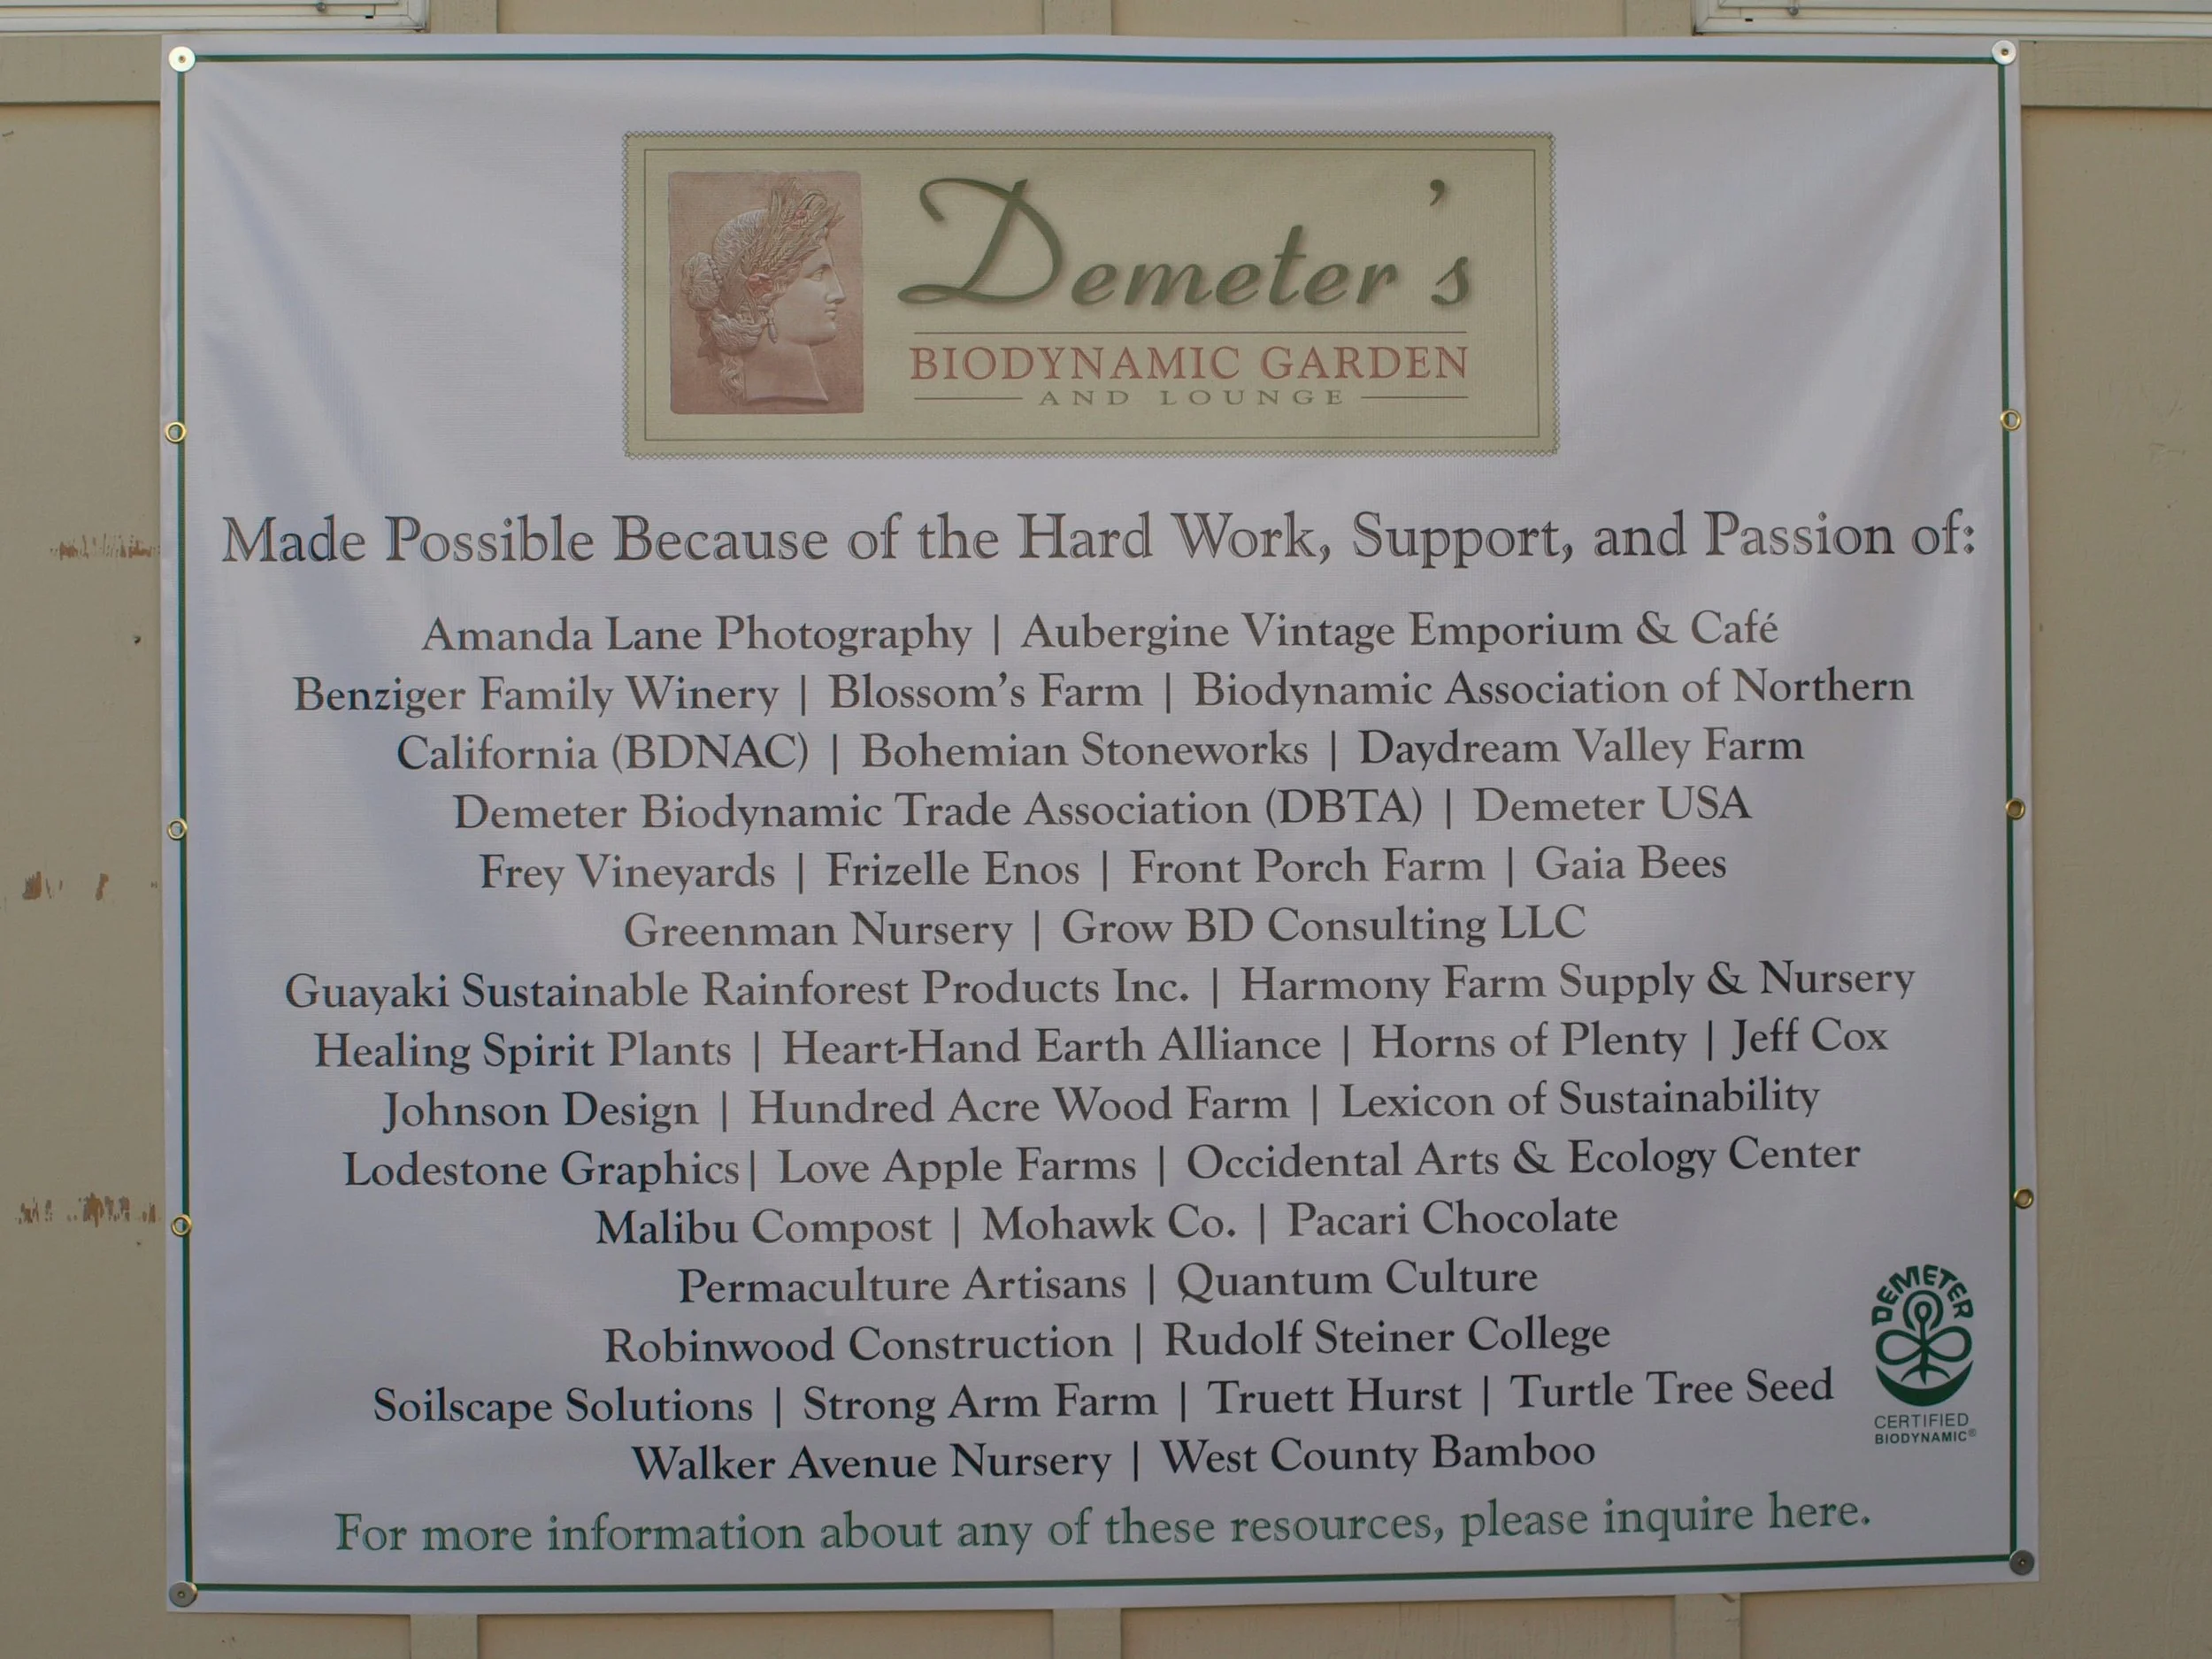 Demeter's
BIODYNAMIC GARDEN
AND LOUNGE
Made Possible Because of the Hard Work, Support, and Passion of:
Amanda Lane Photography | Aubergine Vintage Emporium & Café
Benziger Family Winery | Blossom's Farm | Biodynamic Association of Northern
California (BDNAC) | Bohemian Stoneworks | Daydream Valley Farm
Demeter Biodynamic Trade Association (DBTA) | Demeter USA
Frey Vineyards | Frizelle Enos | Front Porch Farm | Gaia Bees
Greenman Nursery | Grow BD Consulting LLC
Guayaki Sustainable Rainforest Products Inc. | Harmony Farm Supply & Nursery
Healing Spirit Plants | Heart-Hand Earth Alliance | Horns of Plenty | Jeff Cox
Johnson Design | Hundred Acre Wood Farm | Lexicon of Sustainability
Lodestone Graphics| Love Apple Farms | Occidental Arts & Ecology Center
Malibu Compost | Mohawk Co. | Pacari Chocolate
Permaculture Artisans | Quantum Culture
Robinwood Construction | Rudolf Steiner College
Soilscape Solutions | Strong Arm Farm | Truett Hurst | Turtle Tree Seed
Walker Avenue Nursery | West County Bamboo
For more information about any of these resources, please inquire here.
DEMETER
CERTIFIED
BIODYNAMIC®